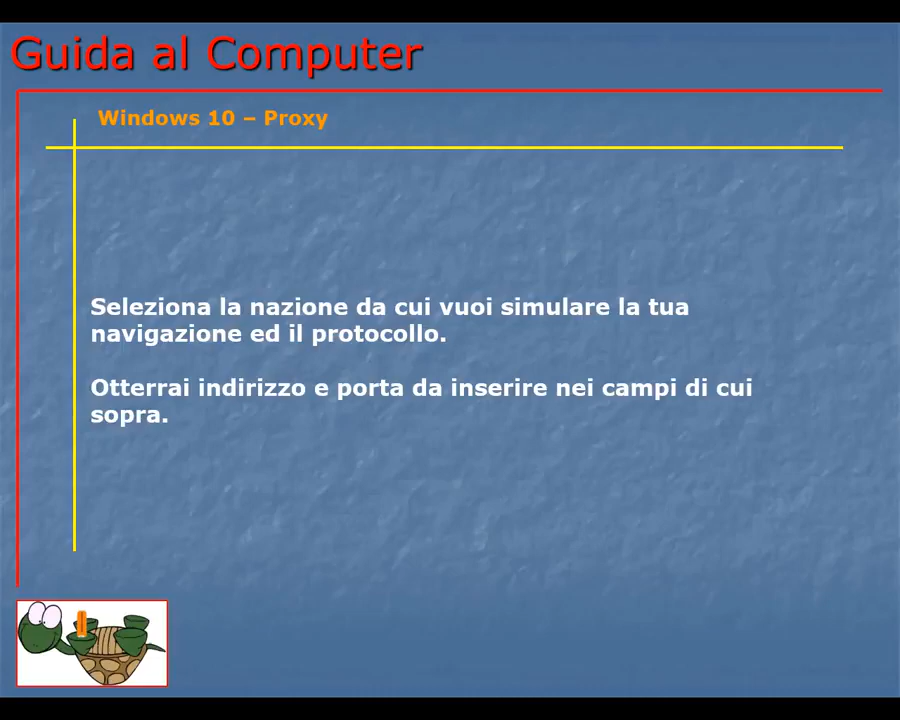 Guida al Computer
Windows 10 – Proxy
Seleziona la nazione da cui vuoi simulare la tua
navigazione ed il protocollo.
Otterrai indirizzo e porta da inserire nei campi di cui
sopra.